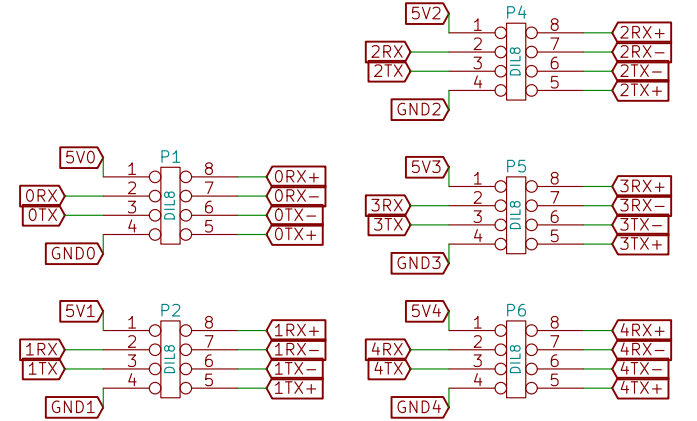 5V2 P4
1 8 2RX+
2RX 2 7 2RX-
2TX 3 6 2TX-
4 5 2TX+
GND2
DIL8
5V0 P1
1 8 0RX+
0RX 2 7 0RX-
0TX 3 6 0TX-
4 5 0TX+
GND0
DIL8
5V3 P5
1 8 3RX+
3RX 2 7 3RX-
3TX 3 6 3TX-
4 5 3TX+
GND3
DIL8
5V1 P2
1 8 1RX+
1RX 2 7 1RX-
1TX 3 6 1TX-
4 5 1TX+
GND1
DIL8
5V4 P6
1 8 4RX+
4RX 2 7 4RX-
4TX 3 6 4TX-
4 5 4TX+
GND4
DIL8